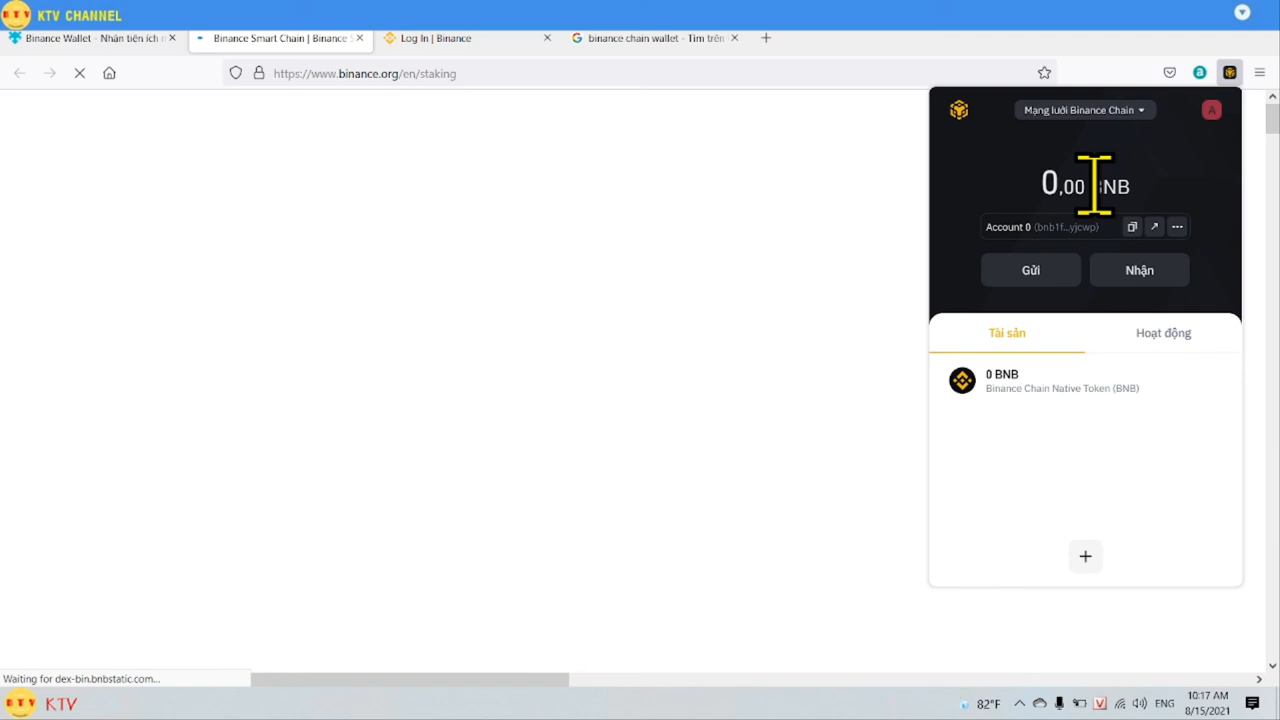 KTV CHANNEL
Binance Wallet - Nhận tiện ích n
Binance Smart Chain | Binance S
Log In | Binance
binance chain wallet - Tìm trên
https://www.binance.org/en/staking
Mạng lưới Binance Chain
A
0,00 BNB
Account 0 (bnb1f...yjcwp)
Gửi
Nhận
Tài sản
Hoạt động
0 BNB
Binance Chain Native Token (BNB)
Waiting for dex-bin.bnbstatic.com...
KTV
82°F
ENG
10:17 AM
8/15/2021